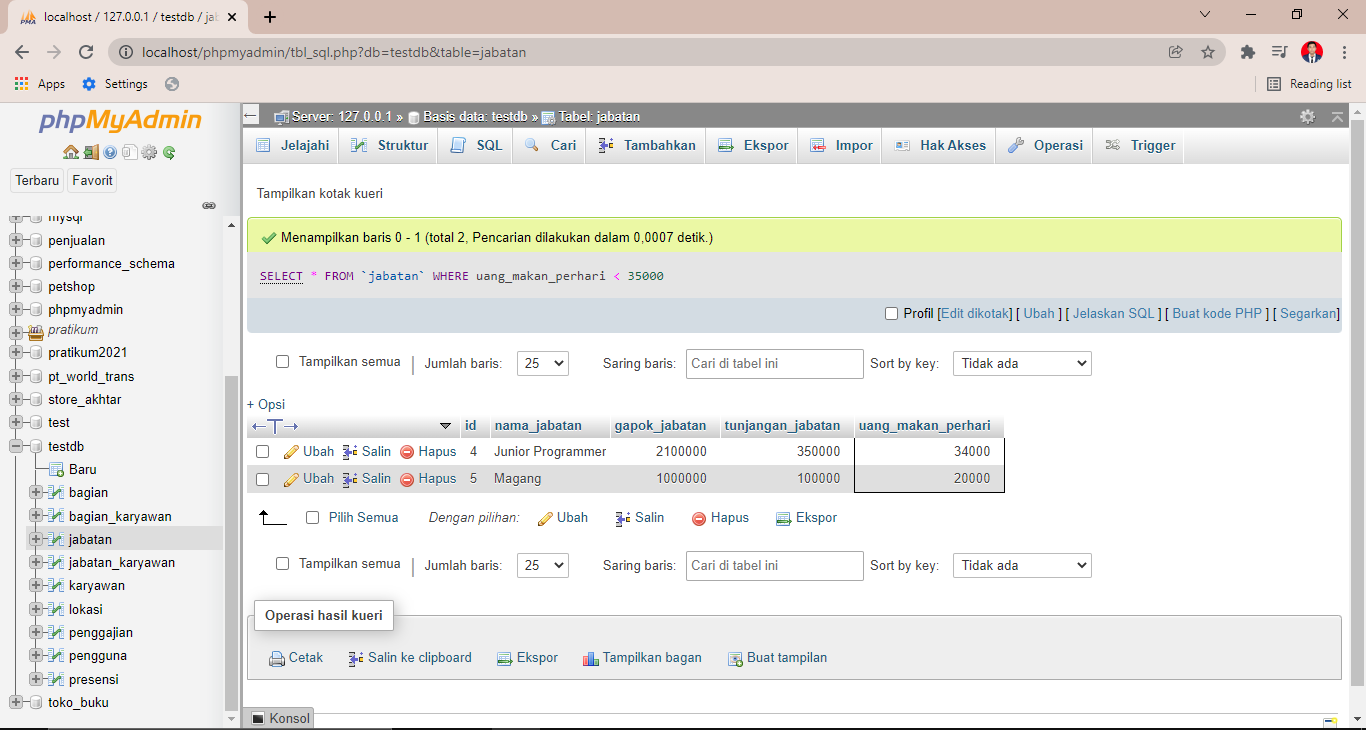 localhost / 127.0.0.1 / testdb / jab
localhost/phpmyadmin/tbl_sql.php?db=testdb&table=jabatan
Apps Settings Reading list
phpMyAdmin
Terbaru Favorit
mysql
penjualan
performance_schema
petshop
phpmyadmin
pratikum
pratikum2021
pt_world_trans
store_akhtar
test
testdb
Baru
bagian
bagian_karyawan
jabatan
jabatan_karyawan
karyawan
lokasi
penggajian
pengguna
presensi
toko_buku
Server: 127.0.0.1 » Basis data: testdb » Tabel: jabatan
Jelajahi Struktur SQL Cari Tambahkan Ekspor Impor Hak Akses Operasi Trigger
Tampilkan kotak kueri
Menampilkan baris 0 - 1 (total 2, Pencarian dilakukan dalam 0,0007 detik.)
SELECT * FROM `jabatan` WHERE uang_makan_perhari < 35000
Profil [Edit dikotak] [ Ubah ] [ Jelaskan SQL ] [ Buat kode PHP ] [ Segarkan]
Tampilkan semua | Jumlah baris: 25 Saring baris: Cari di tabel ini Sort by key: Tidak ada
+ Opsi
←T→ id nama_jabatan gapok_jabatan tunjangan_jabatan uang_makan_perhari
Ubah Salin Hapus 4 Junior Programmer 2100000 350000 34000
Ubah Salin Hapus 5 Magang 1000000 100000 20000
Pilih Semua Dengan pilihan: Ubah Salin Hapus Ekspor
Tampilkan semua | Jumlah baris: 25 Saring baris: Cari di tabel ini Sort by key: Tidak ada
Operasi hasil kueri
Cetak Salin ke clipboard Ekspor Tampilkan bagan Buat tampilan
Konsol